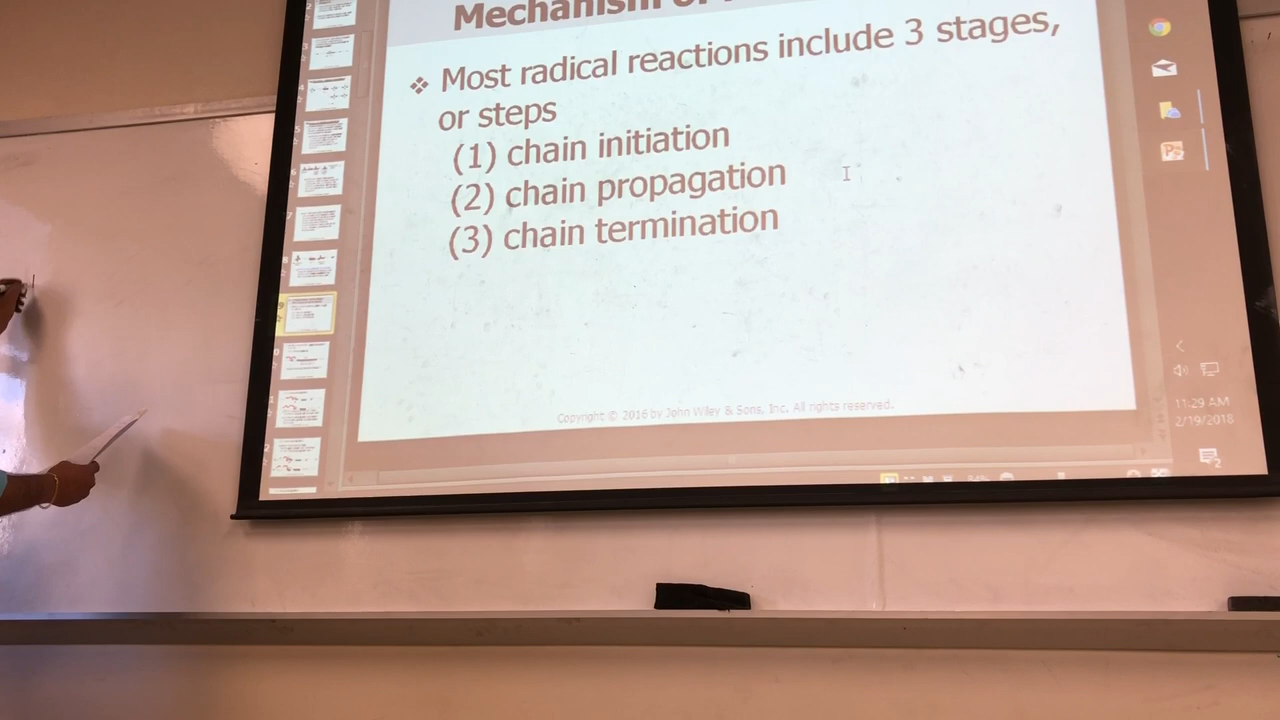 Mechanism of
❖ Most radical reactions include 3 stages,
or steps
(1) chain initiation
(2) chain propagation
(3) chain termination
Copyright © 2016 by John Wiley & Sons, Inc. All rights reserved.
11:29 AM
2/19/2018